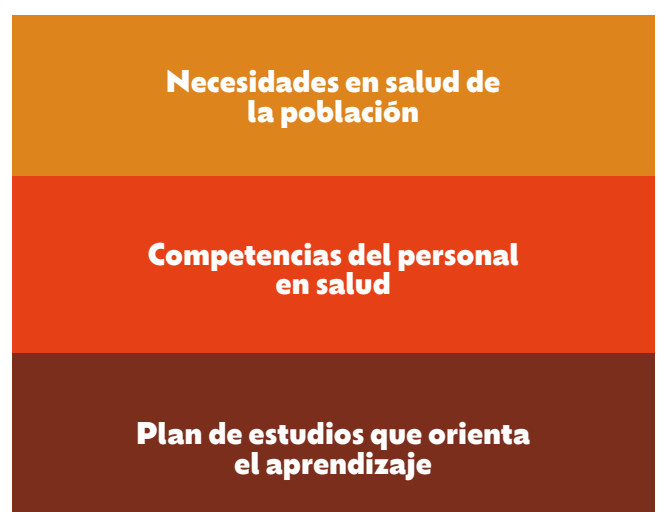 Necesidades en salud de
la población
Competencias del personal
en salud
Plan de estudios que orienta
el aprendizaje